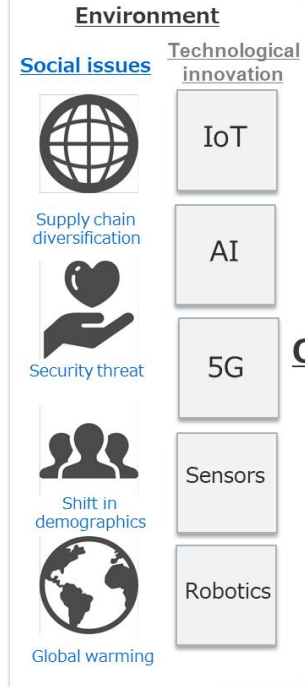 Environment
Social issues
Supply chain
diversification
Security threat
Shift in
demographics
Global warming
Technological
innovation
IoT
AI
5G
Sensors
Robotics